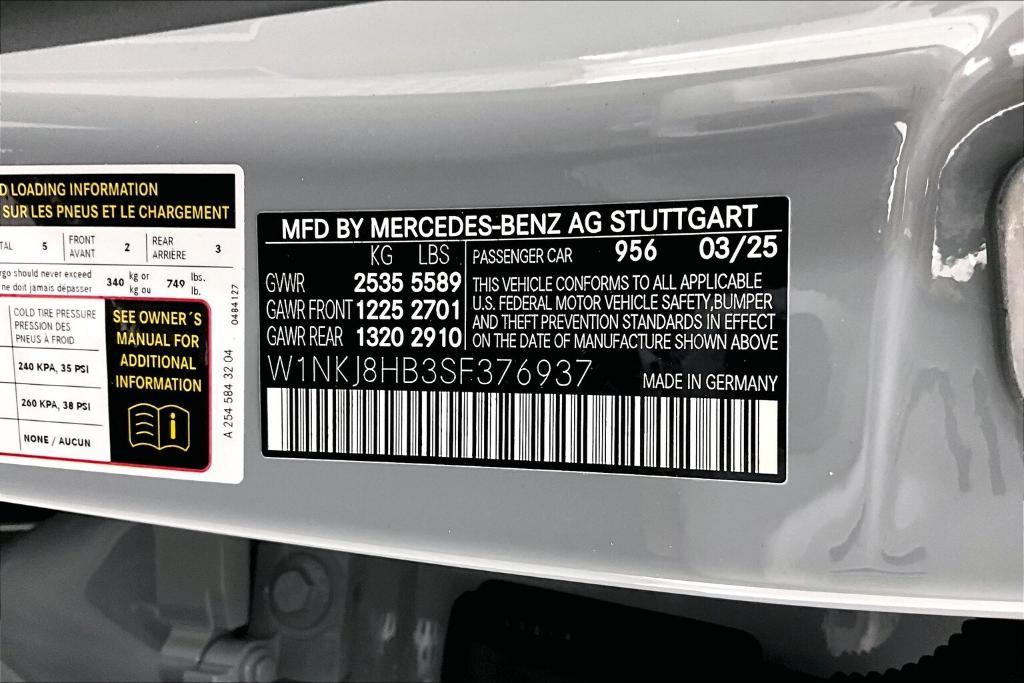 D LOADING INFORMATION
SUR LES PNEUS ET LE CHARGEMENT
TAL 5 FRONT AVANT 2 REAR ARRIÈRE 3
rgo should never exceed 340 kg or 749 lbs.
ne doit jamais dépasser kg ou lb.
COLD TIRE PRESSURE
PRESSION DES
PNEUS À FROID
240 KPA, 35 PSI
260 KPA, 38 PSI
NONE / AUCUN
SEE OWNER´S
MANUAL FOR
ADDITIONAL
INFORMATION
A 254 584 32 04
0484127
MFD BY MERCEDES-BENZ AG STUTTGART
KG LBS
GVWR 2535 5589
GAWR FRONT 1225 2701
GAWR REAR 1320 2910
PASSENGER CAR 956 03/25
THIS VEHICLE CONFORMS TO ALL APPLICABLE
U.S. FEDERAL MOTOR VEHICLE SAFETY,BUMPER
AND THEFT PREVENTION STANDARDS IN EFFECT
ON THE DATE OF MANUFACTURE SHOWN ABOVE
W1NKJ8HB3SF376937
MADE IN GERMANY